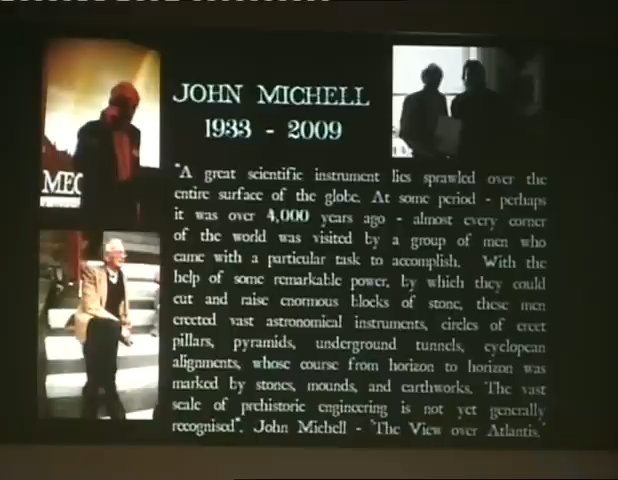 JOHN MICHELL
1933 - 2009
"A great scientific instrument lies sprawled over the
entire surface of the globe. At some period - perhaps
it was over 4,000 years ago - almost every corner
of the world was visited by a group of men who
came with a particular task to accomplish. With the
help of some remarkable power, by which they could
cut and raise enormous blocks of stone, these men
erected vast astronomical instruments, circles of erect
pillars, pyramids, underground tunnels, cyclopean
alignments, whose course from horizon to horizon was
marked by stones, mounds, and earthworks. The vast
scale of prehistoric engineering is not yet generally
recognised". John Michell - "The View over Atlantis."
MEG